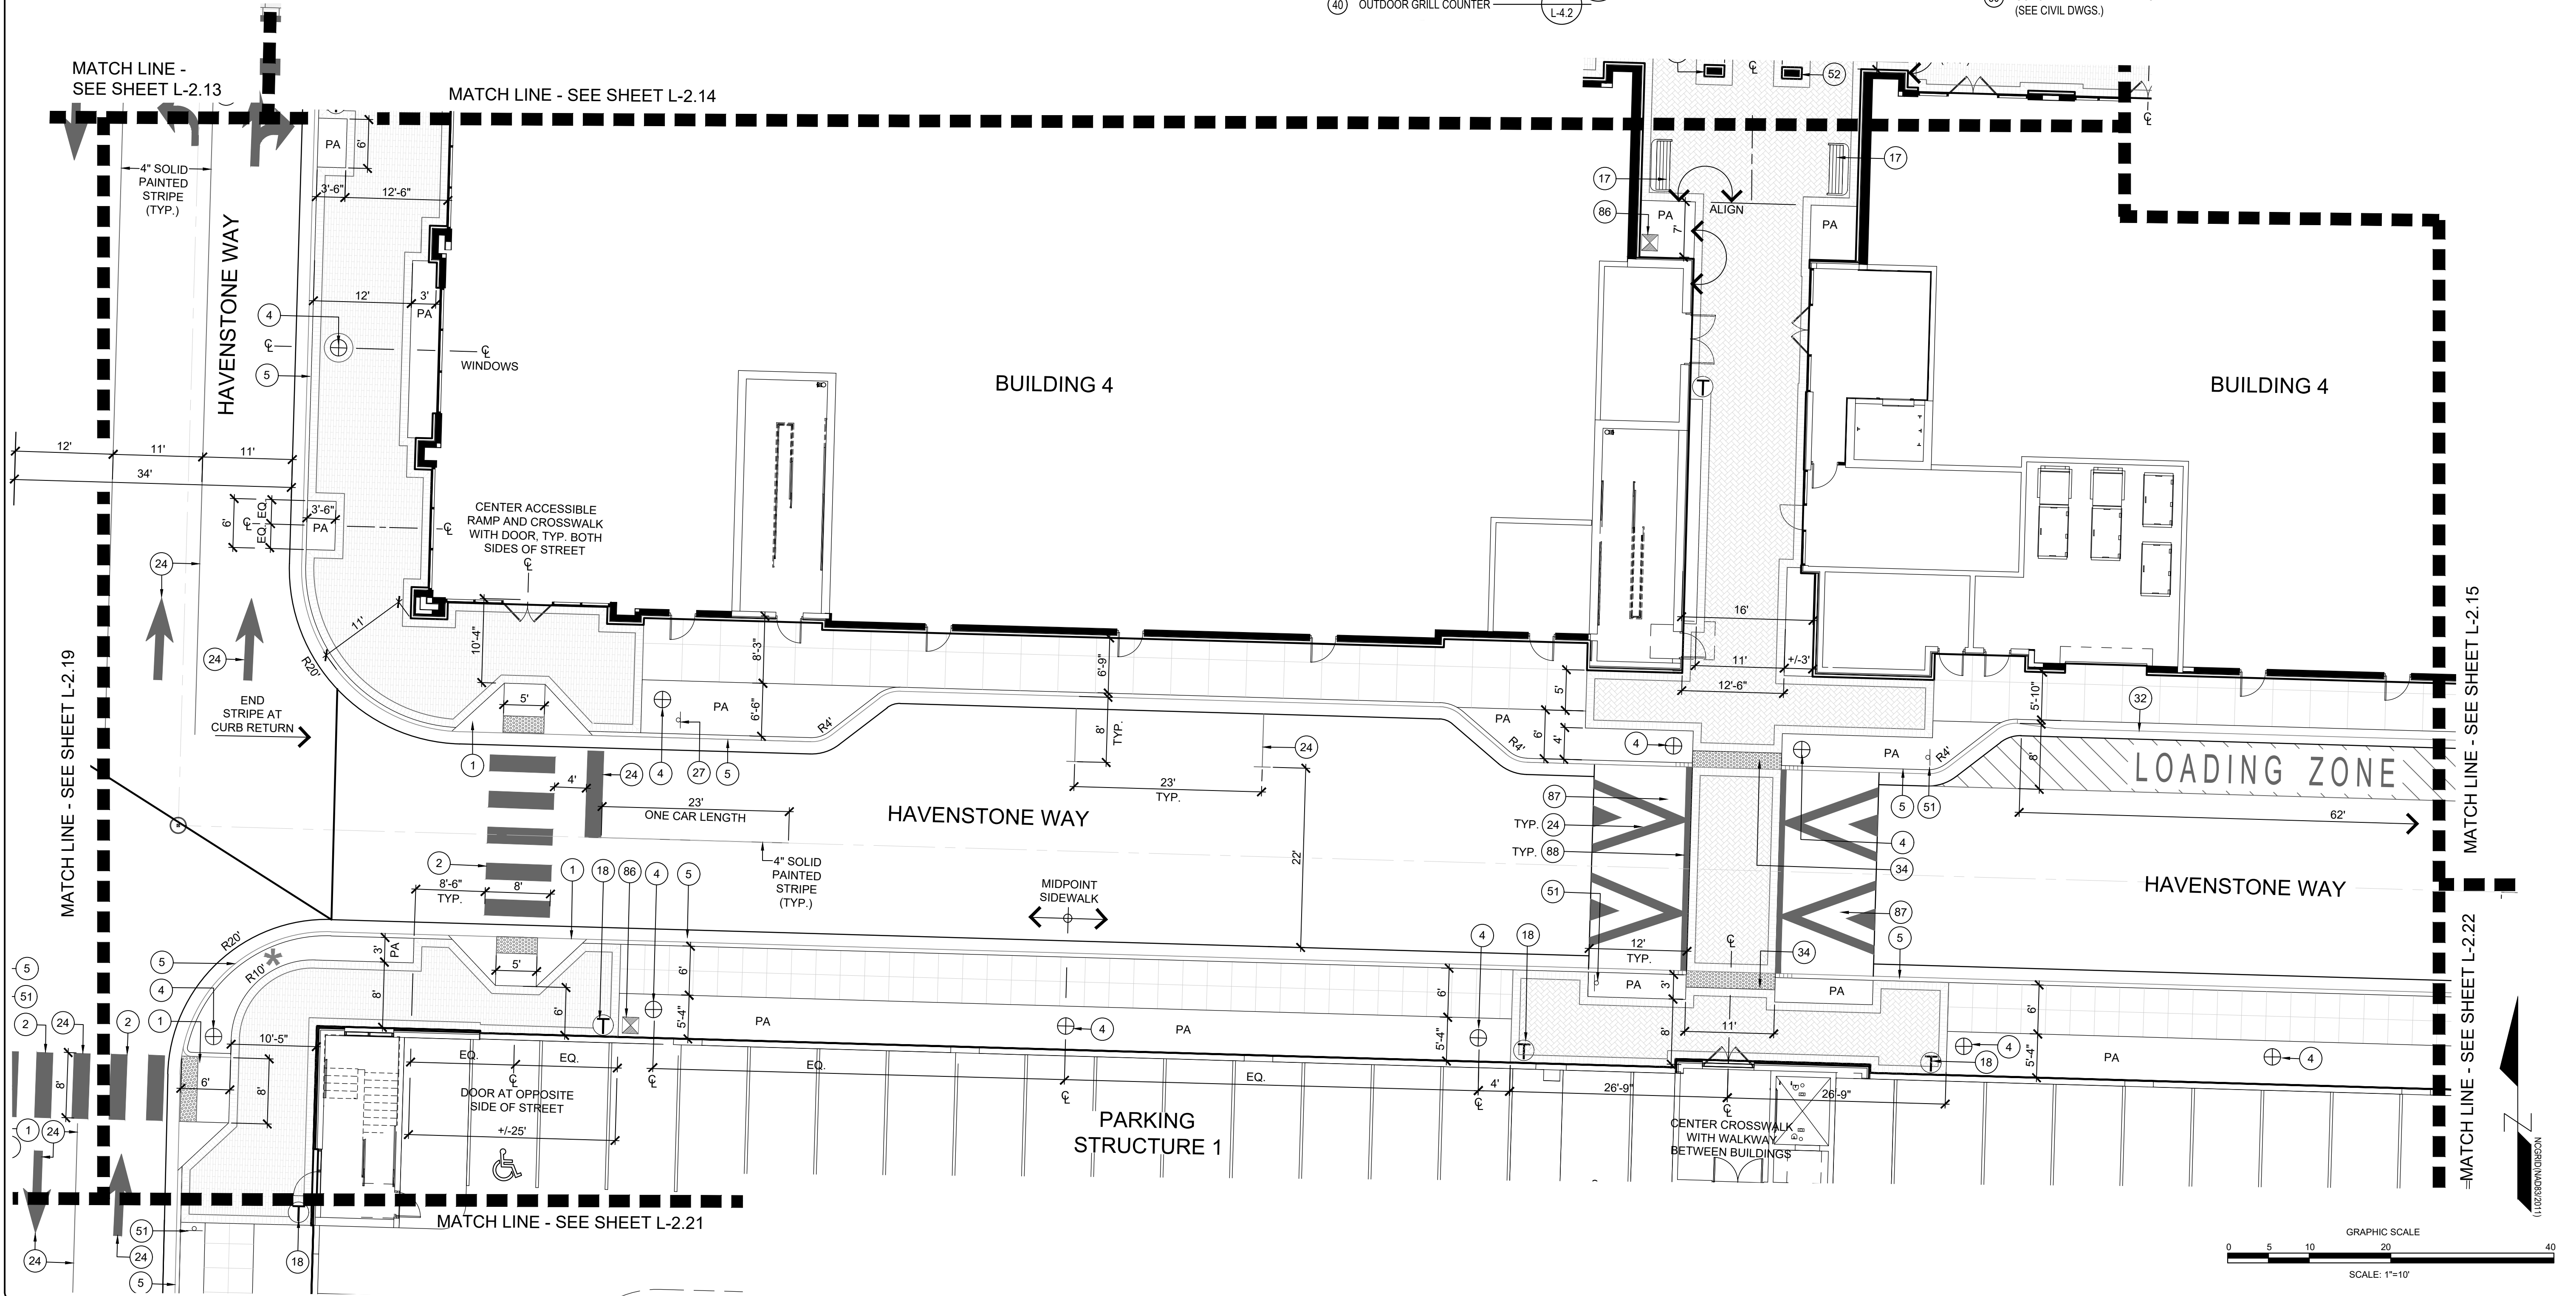 40 OUTDOOR GRILL COUNTER
L-4.2
(SEE CIVIL DWGS.)
MATCH LINE -
SEE SHEET L-2.13
MATCH LINE - SEE SHEET L-2.14
52
17
17
86
PA
7'
ALIGN
PA
4" SOLID
PAINTED
STRIPE
(TYP.)
PA
6'
3'-6"
12'-6"
HAVENSTONE WAY
12'
3'
PA
4
5
WINDOWS
BUILDING 4
BUILDING 4
T
12'
11'
11'
34'
6'
EQ.
EQ.
3'-6"
PA
CENTER ACCESSIBLE
RAMP AND CROSSWALK
WITH DOOR, TYP. BOTH
SIDES OF STREET
24
24
11'
R20'
10'-4"
8'-3"
6'-9"
16'
11'
+/-3'
12'-6"
5'
5'-10"
32
MATCH LINE - SEE SHEET L-2.19
MATCH LINE - SEE SHEET L-2.15
END
STRIPE AT
CURB RETURN
5'
PA
6'-6"
R4'
8'
TYP.
PA
R4'
6'
4'
4
PA
R4'
8'
LOADING ZONE
1
24
4
27
5
24
4'
23'
ONE CAR LENGTH
23'
TYP.
HAVENSTONE WAY
87
TYP. 24
TYP. 88
5
51
4
34
62'
22'
2
8'-6"
TYP.
8'
4" SOLID
PAINTED
STRIPE
(TYP.)
1
18
86
4
5
MIDPOINT
SIDEWALK
51
87
HAVENSTONE WAY
MATCH LINE - SEE SHEET L-2.22
R20'
R10'
*
3'
PA
8'
5'
6'
6'
5'-4"
PA
PA
4
4
18
12'
TYP.
34
5
PA
3'
PA
8'
11'
6'
5'-4"
6'
5'-4"
4
18
PA
4
5
4
5
51
2
24
2
1
8'
6'
8'
10'-5"
T
T
T
EQ.
EQ.
EQ.
EQ.
4'
26'-9"
26'-9"
DOOR AT OPPOSITE
SIDE OF STREET
+/-25'
PARKING
STRUCTURE 1
CENTER CROSSWALK
WITH WALKWAY
BETWEEN BUILDINGS
1
24
T
MATCH LINE - SEE SHEET L-2.21
51
24
24
5
18
NCGRID(NAD83/2011)
GRAPHIC SCALE
0 5 10 20 40
SCALE: 1"=10'